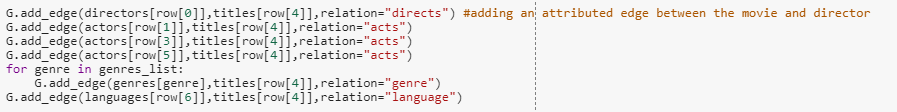 G.add_edge(directors[row[0]],titles[row[4]],relation="directs") #adding an attributed edge between the movie and director
G.add_edge(actors[row[1]],titles[row[4]],relation="acts")
G.add_edge(actors[row[3]],titles[row[4]],relation="acts")
G.add_edge(actors[row[5]],titles[row[4]],relation="acts")
for genre in genres_list:
    G.add_edge(genres[genre],titles[row[4]],relation="genre")
G.add_edge(languages[row[6]],titles[row[4]],relation="language")